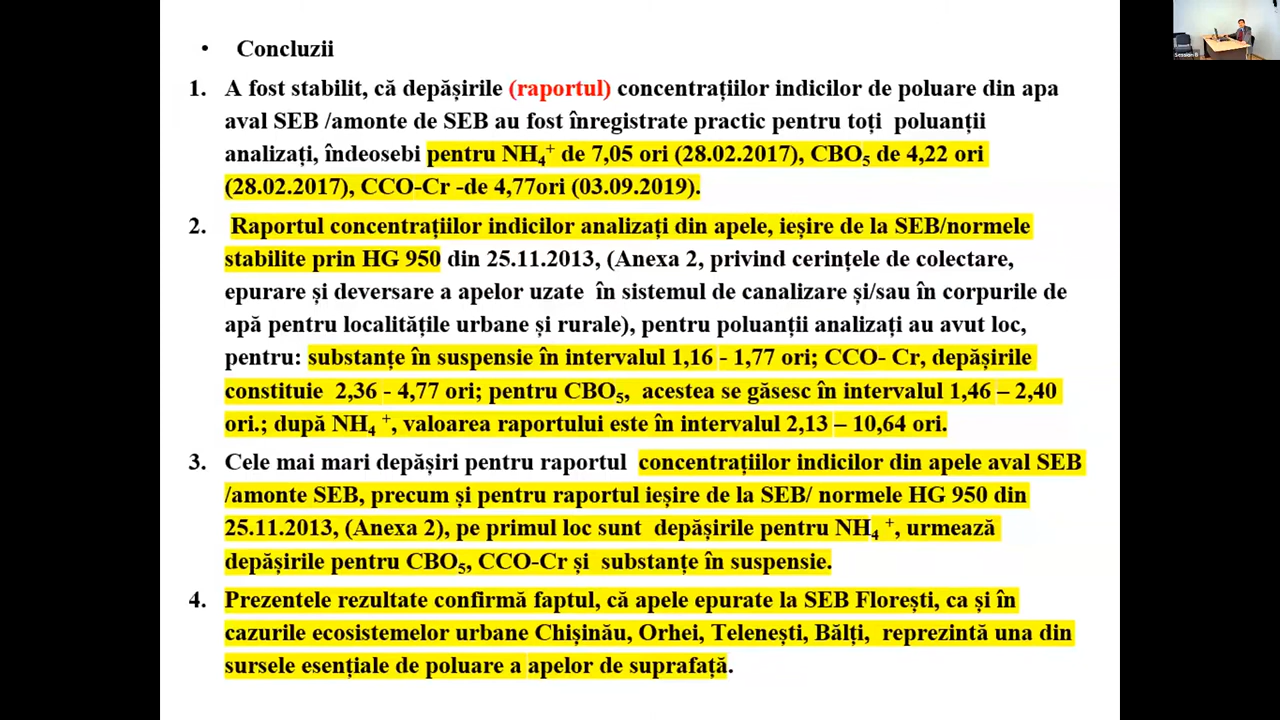 • Concluzii
1. A fost stabilit, că depășirile (raportul) concentrațiilor indicilor de poluare din apa
aval SEB /amonte de SEB au fost înregistrate practic pentru toți poluanții
analizați, îndeosebi pentru NH₄⁺ de 7,05 ori (28.02.2017), CBO₅ de 4,22 ori
(28.02.2017), CCO-Cr -de 4,77ori (03.09.2019).
2. Raportul concentrațiilor indicilor analizați din apele, ieșire de la SEB/normele
stabilite prin HG 950 din 25.11.2013, (Anexa 2, privind cerințele de colectare,
epurare și deversare a apelor uzate în sistemul de canalizare și/sau în corpurile de
apă pentru localitățile urbane și rurale), pentru poluanții analizați au avut loc,
pentru: substanțe în suspensie în intervalul 1,16 - 1,77 ori; CCO- Cr, depășirile
constituie 2,36 - 4,77 ori; pentru CBO₅, acestea se găsesc în intervalul 1,46 – 2,40
ori.; după NH₄ ⁺, valoarea raportului este în intervalul 2,13 – 10,64 ori.
3. Cele mai mari depășiri pentru raportul concentrațiilor indicilor din apele aval SEB
/amonte SEB, precum și pentru raportul ieșire de la SEB/ normele HG 950 din
25.11.2013, (Anexa 2), pe primul loc sunt depășirile pentru NH₄ ⁺, urmează
depășirile pentru CBO₅, CCO-Cr și substanțe în suspensie.
4. Prezentele rezultate confirmă faptul, că apele epurate la SEB Florești, ca și în
cazurile ecosistemelor urbane Chișinău, Orhei, Telenești, Bălți, reprezintă una din
sursele esențiale de poluare a apelor de suprafață.
Session 8